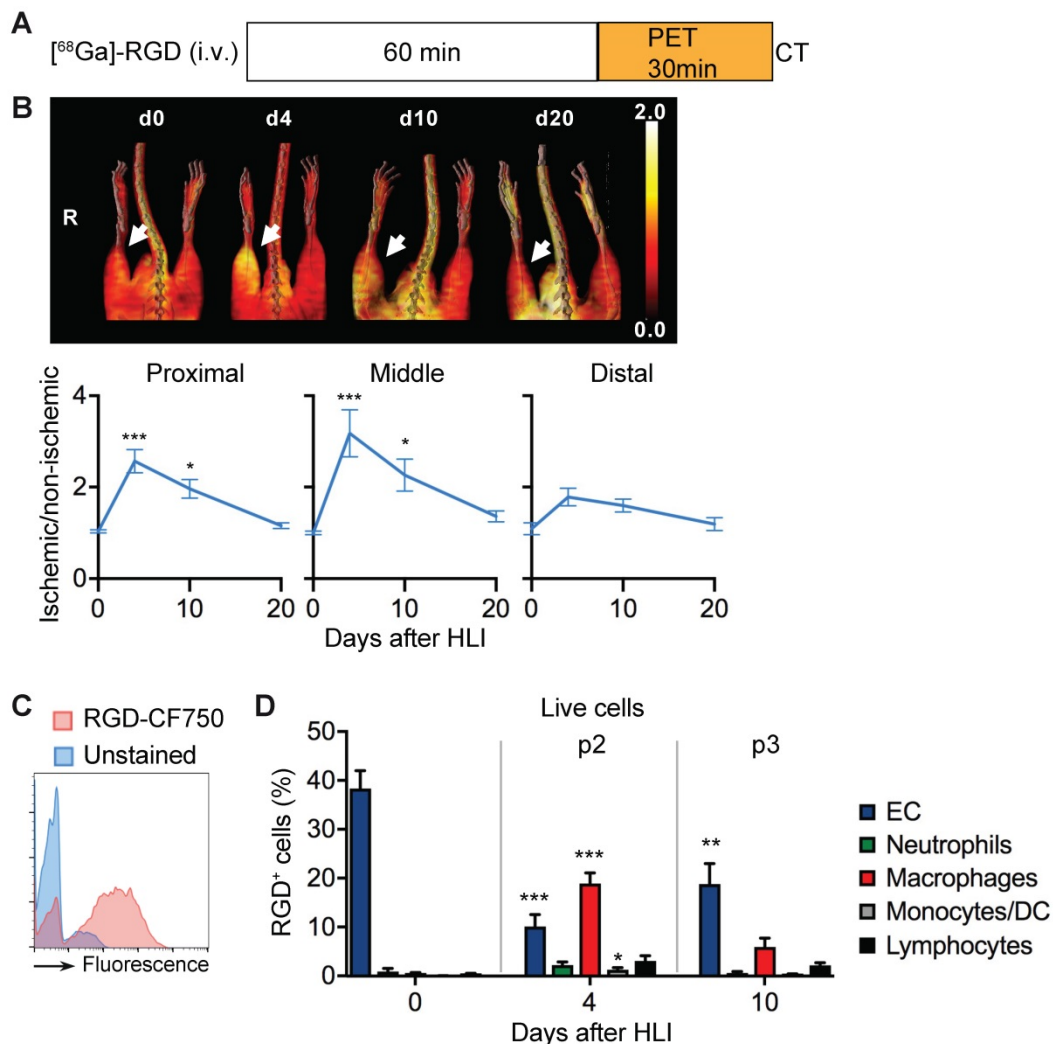 A
[⁶⁸Ga]-RGD (i.v.)
60 min
PET
30min
CT
B
d0 d4 d10 d20
2.0
R
0.0
Proximal Middle Distal
Ischemic/non-ischemic
4
2
0
*** *
*** *
0 10 20 0 10 20 0 10 20
Days after HLI
C
RGD-CF750
Unstained
Fluorescence
D
Live cells
p2 p3
RGD⁺ cells (%)
50
40
30
20
10
0
*** *** * **
0 4 10
Days after HLI
EC
Neutrophils
Macrophages
Monocytes/DC
Lymphocytes